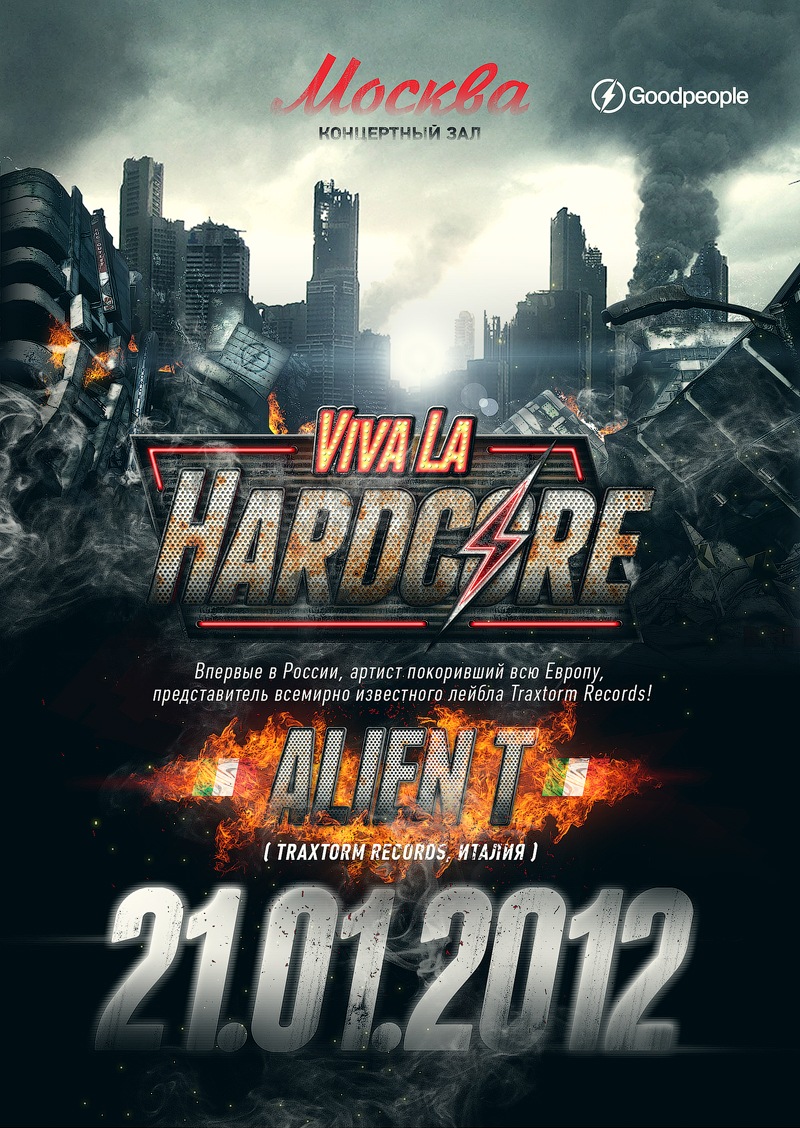 Москва
КОНЦЕРТНЫЙ ЗАЛ
Goodpeople
VIVA LA
HARDCORE
Впервые в России, артист покоривший всю Европу,
представитель всемирно известного лейбла Traxtorm Records!
ALIEN T
( TRAXTORM RECORDS, ИТАЛИЯ )
21.01.2012